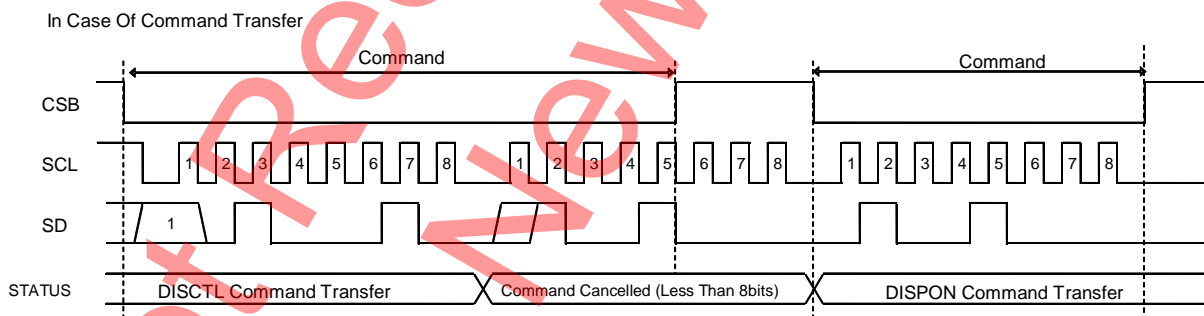 In Case Of Command Transfer
Command
Command
CSB
SCL
1 2 3 4 5 6 7 8 1 2 3 4 5 6 7 8 1 2 3 4 5 6 7 8
SD
1
STATUS
DISCTL Command Transfer
Command Cancelled (Less Than 8bits)
DISPON Command Transfer